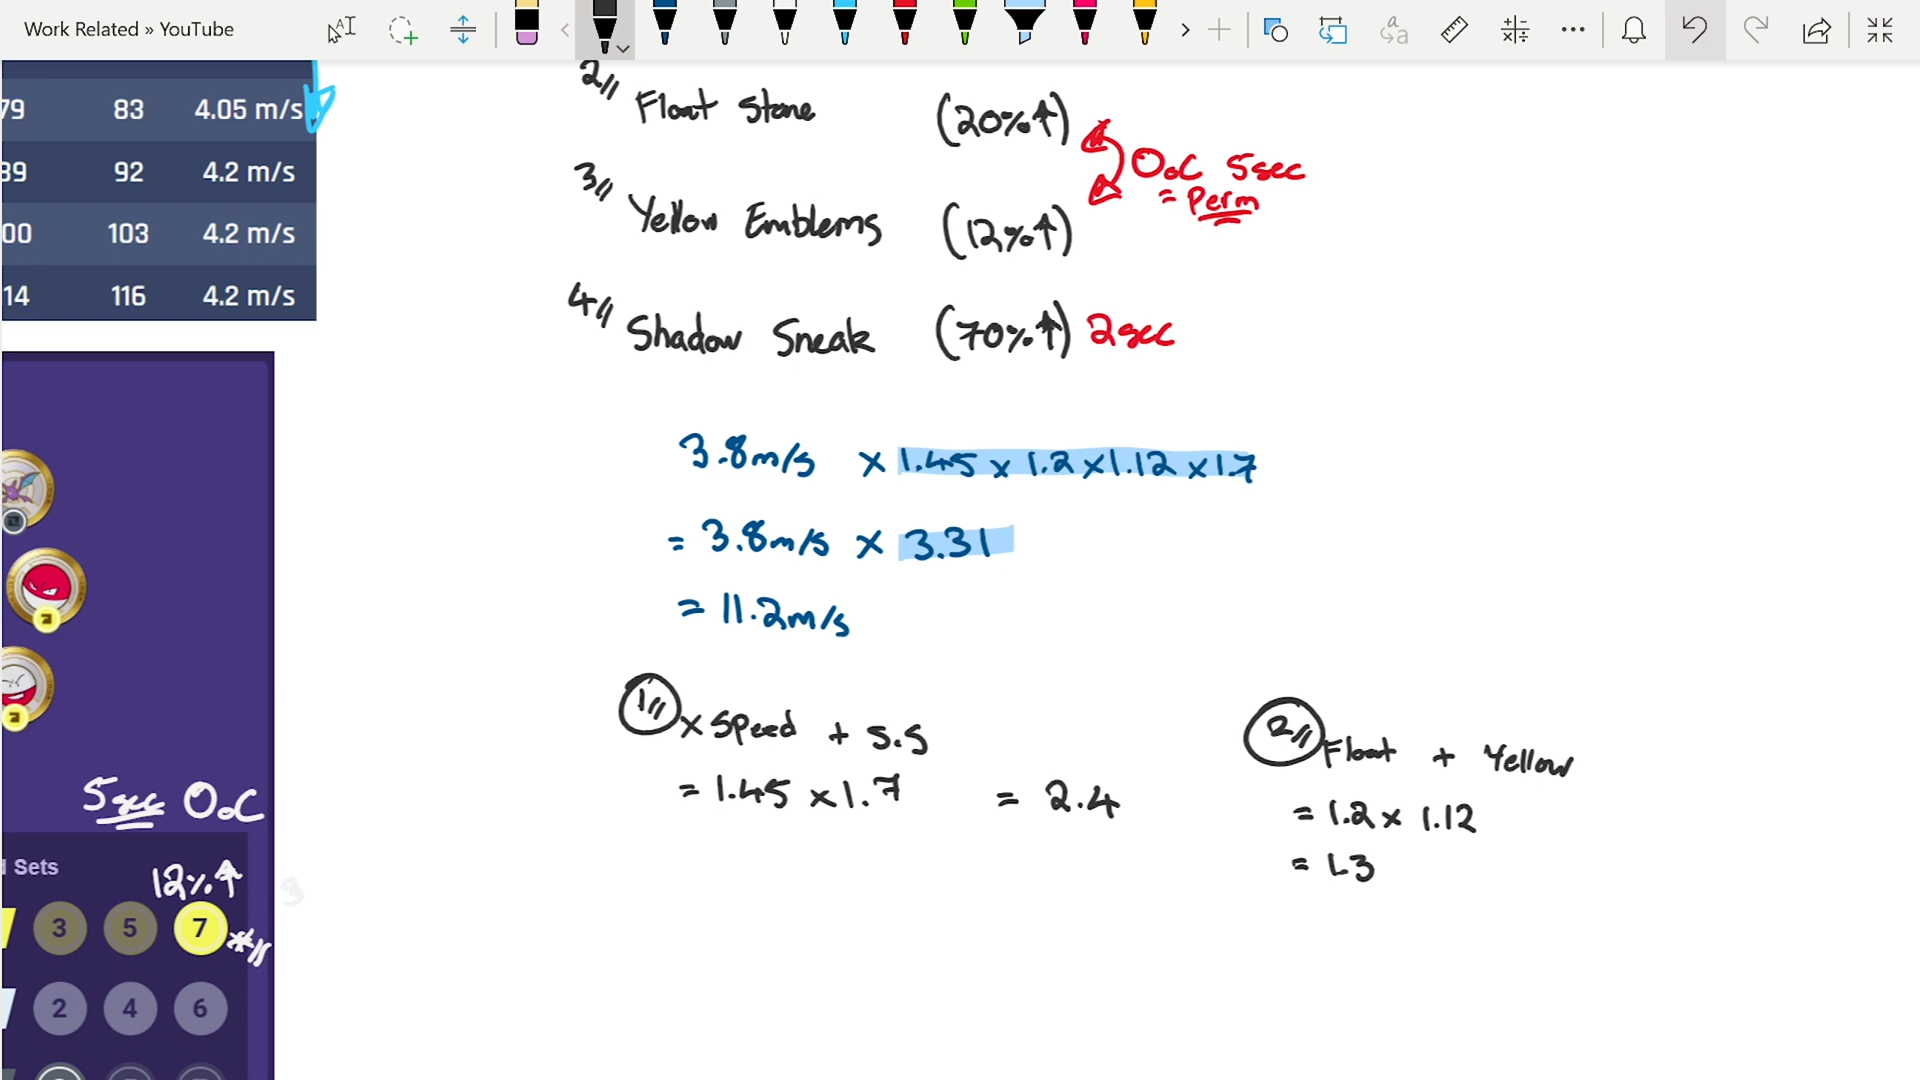 Work Related » YouTube
79 83 4.05 m/s
89 92 4.2 m/s
00 103 4.2 m/s
14 116 4.2 m/s
2// Float Stone (20%↑)
OoC 5sec
= Perm
3// Yellow Emblems (12%↑)
4// Shadow Sneak (70%↑) 2sec
3.8m/s × 1.45 × 1.2 × 1.12 × 1.7
= 3.8m/s × 3.31
= 11.2m/s
1// x Speed + S.S
= 1.45 × 1.7 = 2.4
2// Float + Yellow
= 1.2 × 1.12
= 1.3
5sec OoC
d Sets
12%↑
3 5 7 *//
2 4 6